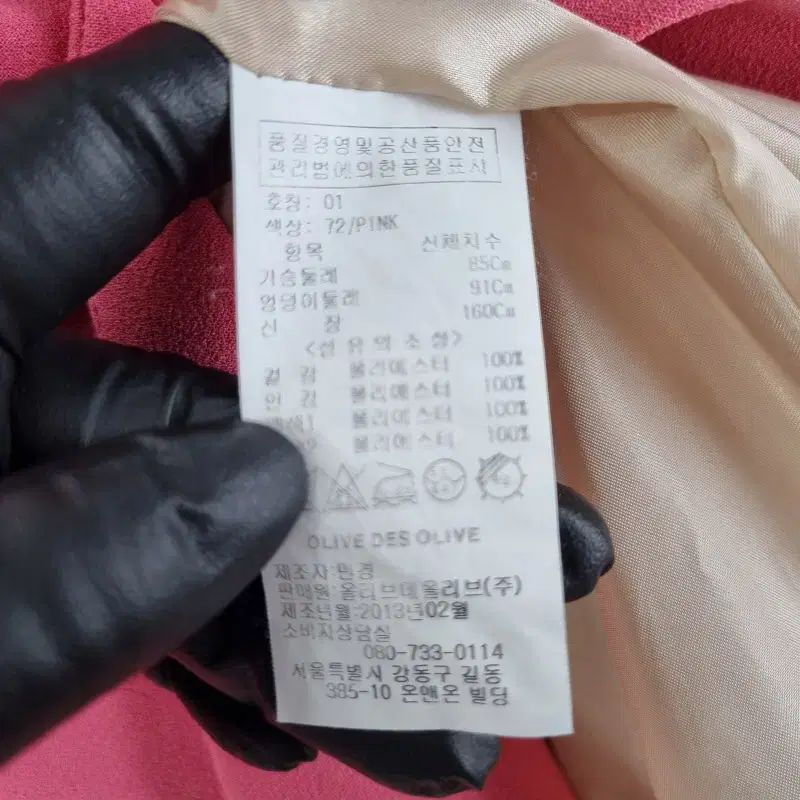 품질경영및공산품안전
관리법에의한품질표시
호칭: 01
색상: 72/PINK
항목 신체치수
가슴둘레 85Cm
엉덩이둘레 91Cm
신 장 160Cm
<섬 유 의 조 성>
겉 감 폴리에스터 100%
안 감 폴리에스터 100%
배색1 폴리에스터 100%
2 폴리에스터 100%
OLIVE DES OLIVE
제조자:민경
판매원:올리브데올리브(주)
제조년월:2013년02월
소비자상담실
080-733-0114
서울특별시 강동구 길동
385-10 온앤온 빌딩